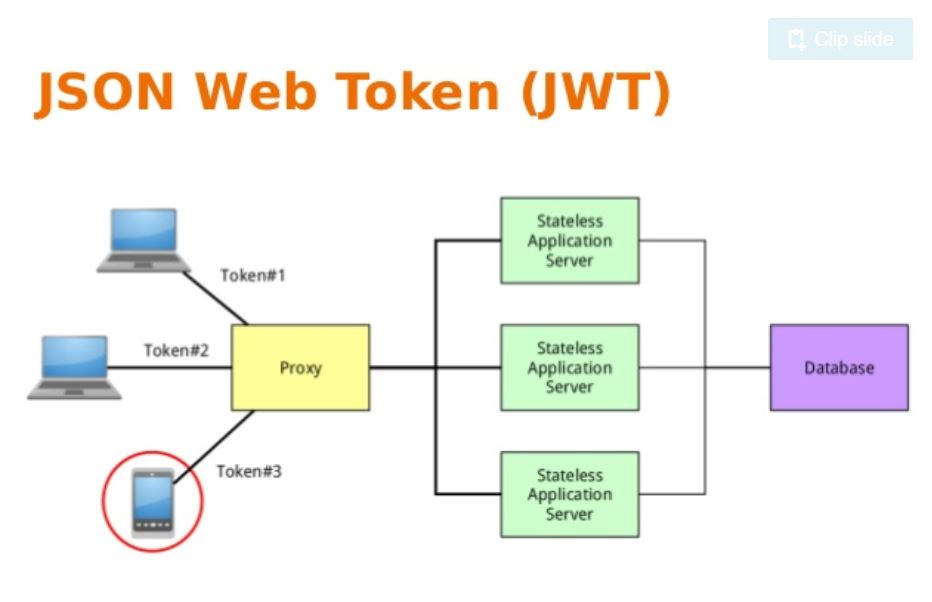 Clip slide
JSON Web Token (JWT)
Token#1
Token#2
Token#3
Proxy
Stateless
Application
Server
Stateless
Application
Server
Stateless
Application
Server
Database